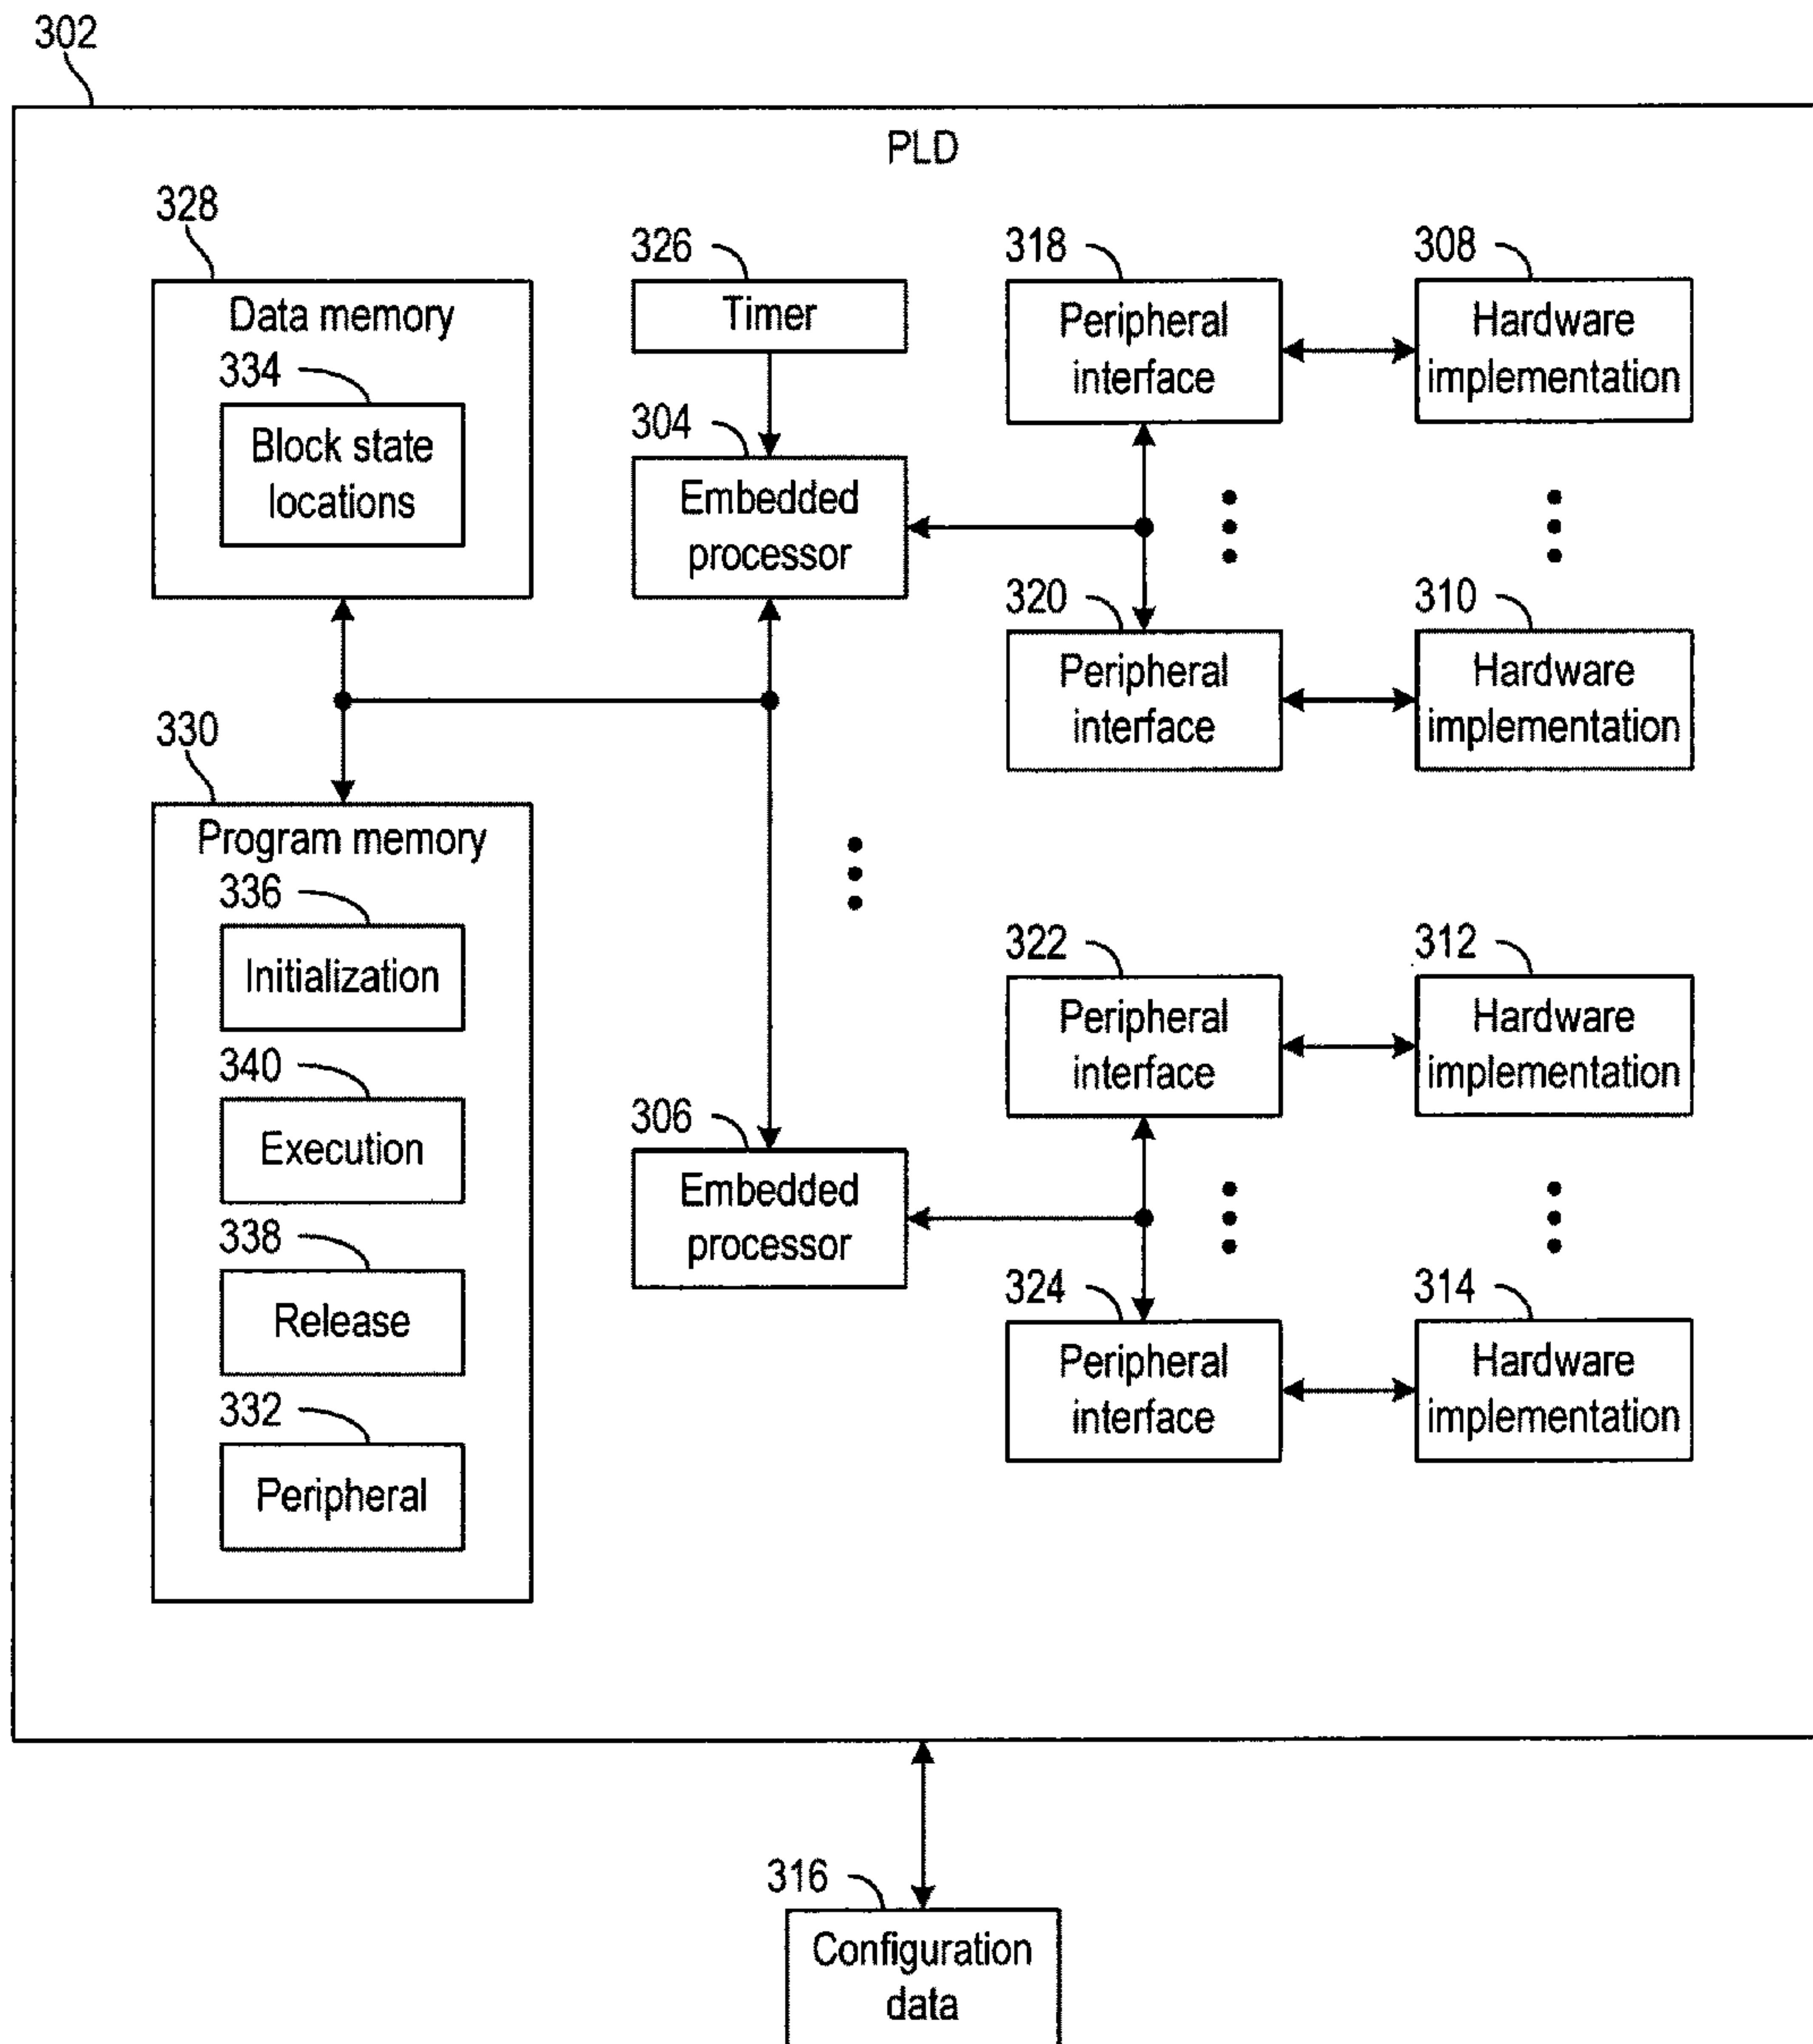 302
PLD
328
Data memory
334
Block state
locations
326
Timer
304
Embedded
processor
318
Peripheral
interface
308
Hardware
implementation
320
Peripheral
interface
310
Hardware
implementation
330
Program memory
336
Initialization
340
Execution
338
Release
332
Peripheral
306
Embedded
processor
322
Peripheral
interface
312
Hardware
implementation
324
Peripheral
interface
314
Hardware
implementation
316
Configuration
data